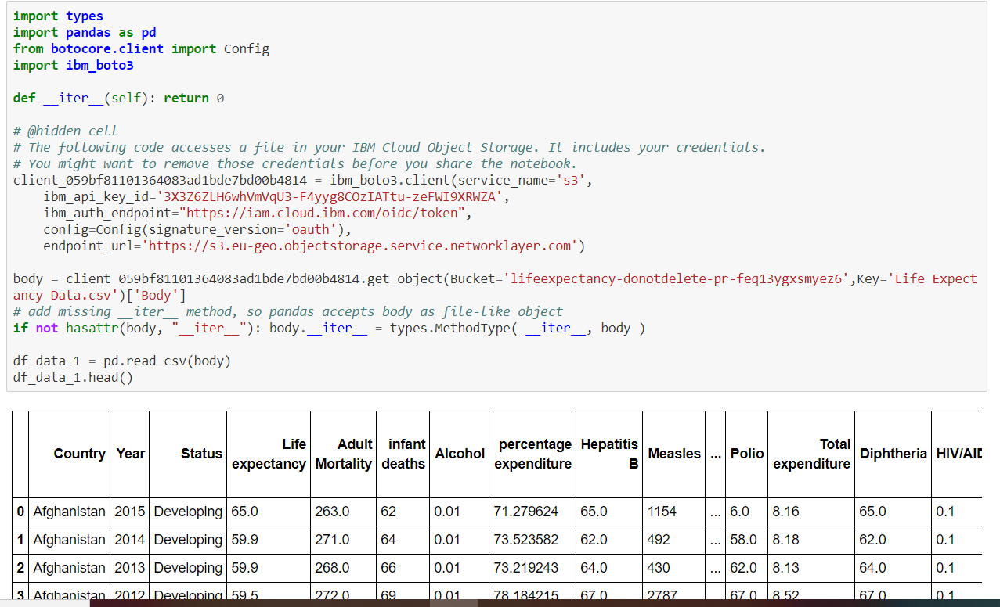 import types
import pandas as pd
from botocore.client import Config
import ibm_boto3
def __iter__(self): return 0
# @hidden_cell
# The following code accesses a file in your IBM Cloud Object Storage. It includes your credentials.
# You might want to remove those credentials before you share the notebook.
client_059bf81101364083ad1bde7bd00b4814 = ibm_boto3.client(service_name='s3',
ibm_api_key_id='3X3Z6ZLH6whVmVqU3-F4yyg8COzIATtu-zeFWI9XRWZA',
ibm_auth_endpoint="https://iam.cloud.ibm.com/oidc/token",
config=Config(signature_version='oauth'),
endpoint_url='https://s3.eu-geo.objectstorage.service.networklayer.com')
body = client_059bf81101364083ad1bde7bd00b4814.get_object(Bucket='lifeexpectancy-donotdelete-pr-feq13ygxsmyez6',Key='Life Expect
ancy Data.csv')['Body']
# add missing __iter__ method, so pandas accepts body as file-like object
if not hasattr(body, "__iter__"): body.__iter__ = types.MethodType( __iter__, body )
df_data_1 = pd.read_csv(body)
df_data_1.head()
Country Year Status Life expectancy Adult Mortality infant deaths Alcohol percentage expenditure Hepatitis B Measles ... Polio Total expenditure Diphtheria HIV/AID
0 Afghanistan 2015 Developing 65.0 263.0 62 0.01 71.279624 65.0 1154 ... 6.0 8.16 65.0 0.1
1 Afghanistan 2014 Developing 59.9 271.0 64 0.01 73.523582 62.0 492 ... 58.0 8.18 62.0 0.1
2 Afghanistan 2013 Developing 59.9 268.0 66 0.01 73.219243 64.0 430 ... 62.0 8.13 64.0 0.1
3 Afghanistan 2012 Developing 59.5 272.0 69 0.01 78.184215 67.0 2787 ... 67.0 8.52 67.0 0.1